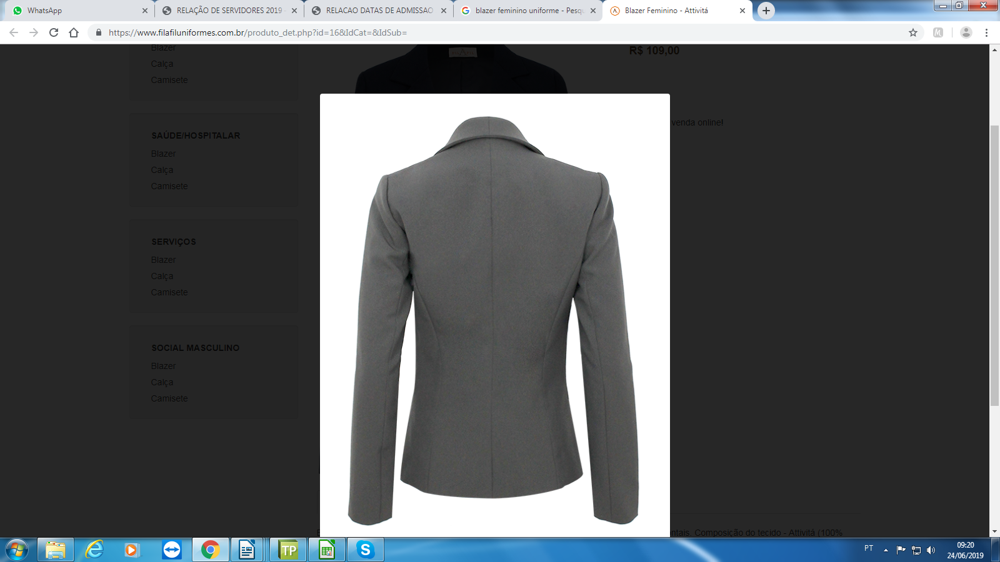 WhatsApp
RELAÇÃO DE SERVIDORES 2019 -
RELACAO DATAS DE ADMISSAO
blazer feminino uniforme - Pesqu
Blazer Feminino - Attivitá
https://www.filafiluniformes.com.br/produto_det.php?id=16&IdCat=&IdSub=
Blazer
Calça
Camisete
R$ 109,00
venda online!
SAÚDE/HOSPITALAR
Blazer
Calça
Camisete
SERVIÇOS
Blazer
Calça
Camisete
SOCIAL MASCULINO
Blazer
Calça
Camisete
ntais. Composição do tecido - Attivitá (100%
TP
PT
09:20
24/06/2019